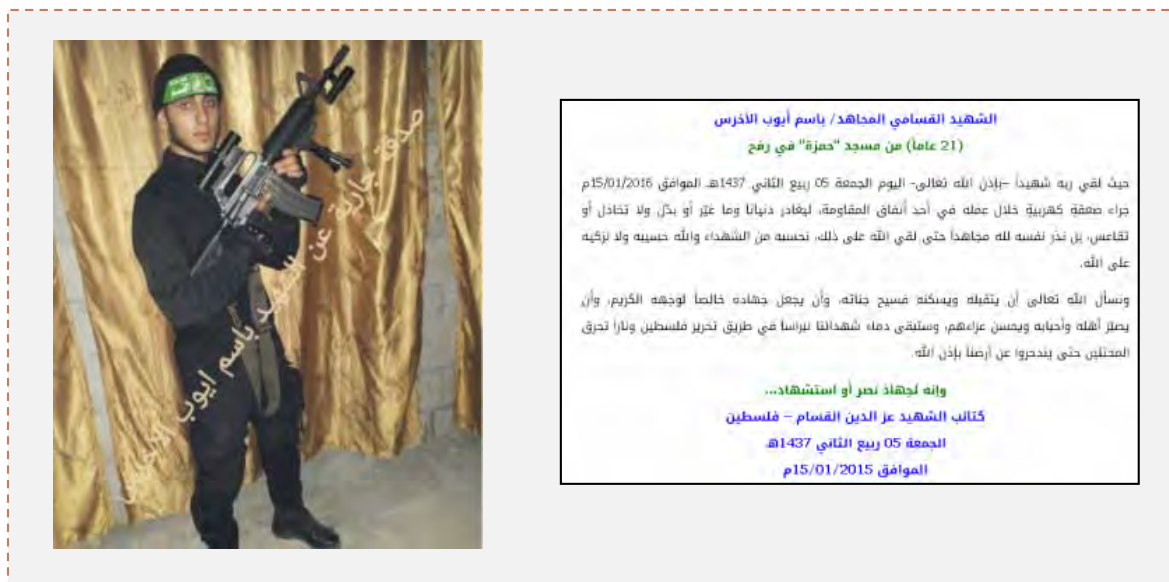 صدقة جارية عن الشهيد باسم ايوب الأخرس
الشهيد القسامي المجاهد/ باسم أيوب الأخرس
(21 عاماً) من مسجد "حمزة" في رفح
حيث لقي ربه شهيداً –بإذن الله تعالى- اليوم الجمعة 05 ربيع الثاني 1437هـ الموافق 15/01/2016م
جراء صعقةٍ كهربيةٍ خلال عمله في أحد أنفاق المقاومة، ليغادر دنيانا وما غيّر أو بدّل ولا تخاذل أو
تقاعس، بل نذر نفسه لله مجاهداً حتى لقي الله على ذلك، نحسبه من الشهداء والله حسيبه ولا نزكيه
على الله.
ونسأل الله تعالى أن يتقبله ويسكنه فسيح جناته، وأن يجعل جهاده خالصاً لوجهه الكريم، وأن
يصبّر أهله وأحبابه ويحسن عزاءهم، وستبقى دماء شهدائنا نبراساً في طريق تحرير فلسطين وناراً تحرق
المحتلين حتى يندحروا عن أرضنا بإذن الله.
وإنه لجهاد نصر أو استشهاد...
كتائب الشهيد عز الدين القسام – فلسطين
الجمعة 05 ربيع الثاني 1437هـ
الموافق 15/01/2015م